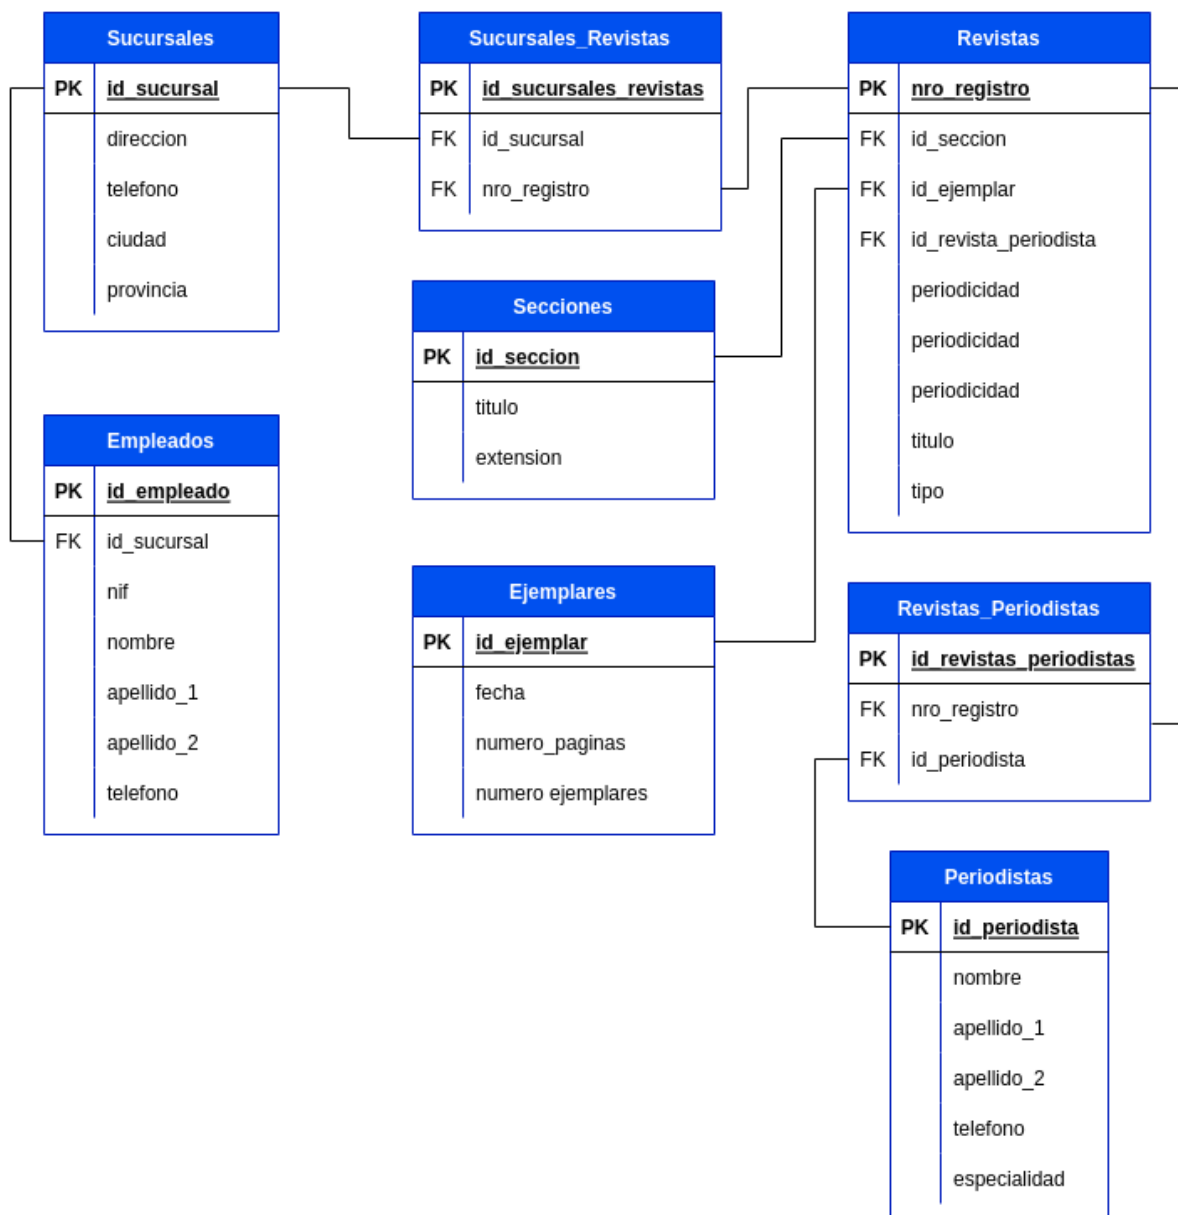 Sucursales
PK id_sucursal
direccion
telefono
ciudad
provincia
Sucursales_Revistas
PK id_sucursales_revistas
FK id_sucursal
FK nro_registro
Revistas
PK nro_registro
FK id_seccion
FK id_ejemplar
FK id_revista_periodista
periodicidad
periodicidad
periodicidad
titulo
tipo
Secciones
PK id_seccion
titulo
extension
Empleados
PK id_empleado
FK id_sucursal
nif
nombre
apellido_1
apellido_2
telefono
Ejemplares
PK id_ejemplar
fecha
numero_paginas
numero ejemplares
Revistas_Periodistas
PK id_revistas_periodistas
FK nro_registro
FK id_periodista
Periodistas
PK id_periodista
nombre
apellido_1
apellido_2
telefono
especialidad